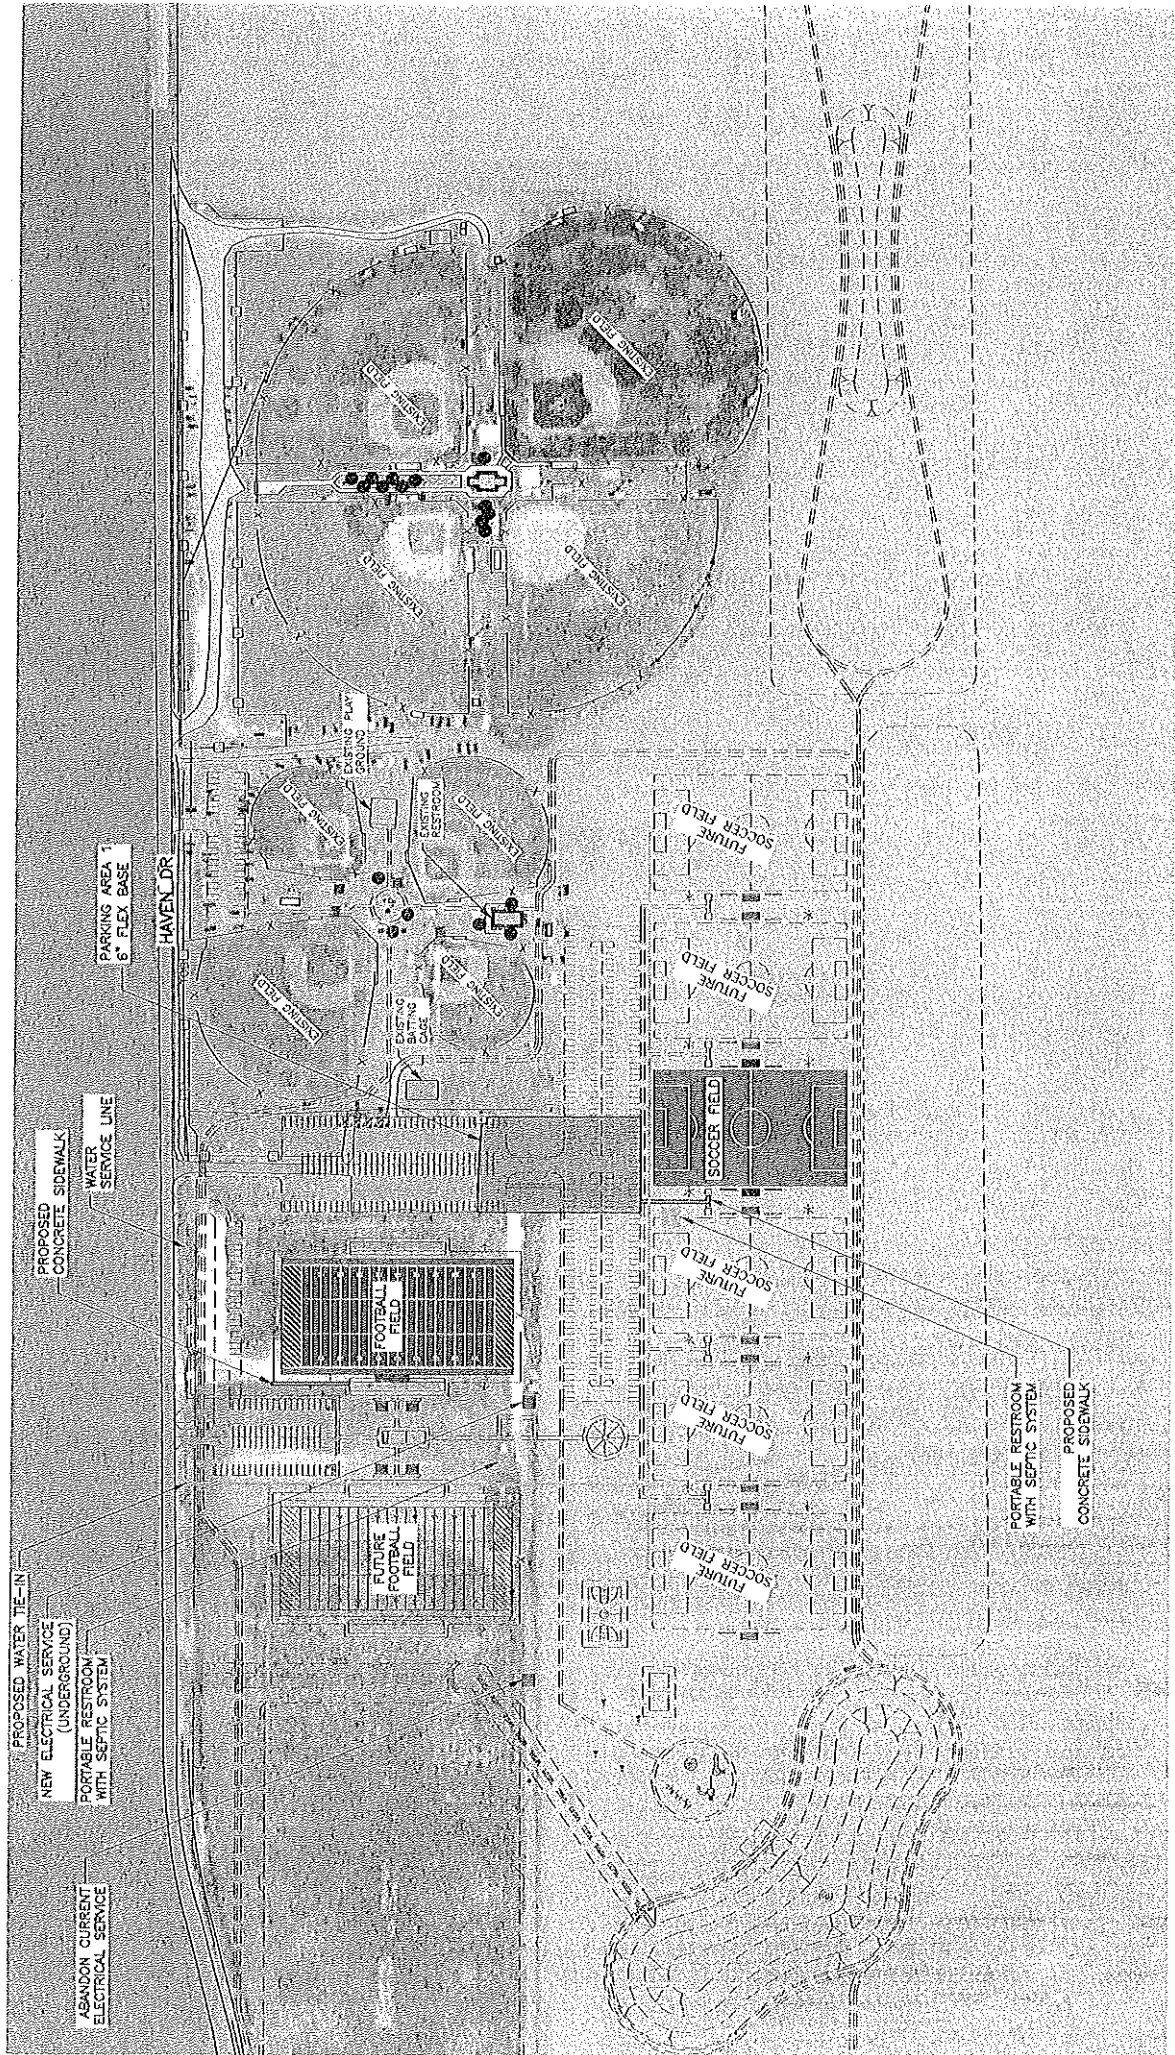 PROPOSED WATER TIE-IN
NEW ELECTRICAL SERVICE
(UNDERGROUND)
PORTABLE RESTROOM
WITH SEPTIC SYSTEM
ABANDON CURRENT
ELECTRICAL SERVICE
PROPOSED
CONCRETE SIDEWALK
WATER
SERVICE LINE
PARKING AREA 1
6" FLEX BASE
HAVEN DR
EXISTING FIELD
EXISTING FIELD
EXISTING FIELD
EXISTING FIELD
EXISTING PLAY
GROUND
EXISTING
RESTROOM
EXISTING
BATTING
CAGE
EXISTING FIELD
EXISTING FIELD
EXISTING FIELD
EXISTING FIELD
FUTURE
FOOTBALL
FIELD
FOOTBALL
FIELD
FUTURE
SOCCER FIELD
FUTURE
SOCCER FIELD
FUTURE
SOCCER FIELD
SOCCER FIELD
FUTURE
SOCCER FIELD
FUTURE
SOCCER FIELD
PORTABLE RESTROOM
WITH SEPTIC SYSTEM
PROPOSED
CONCRETE SIDEWALK